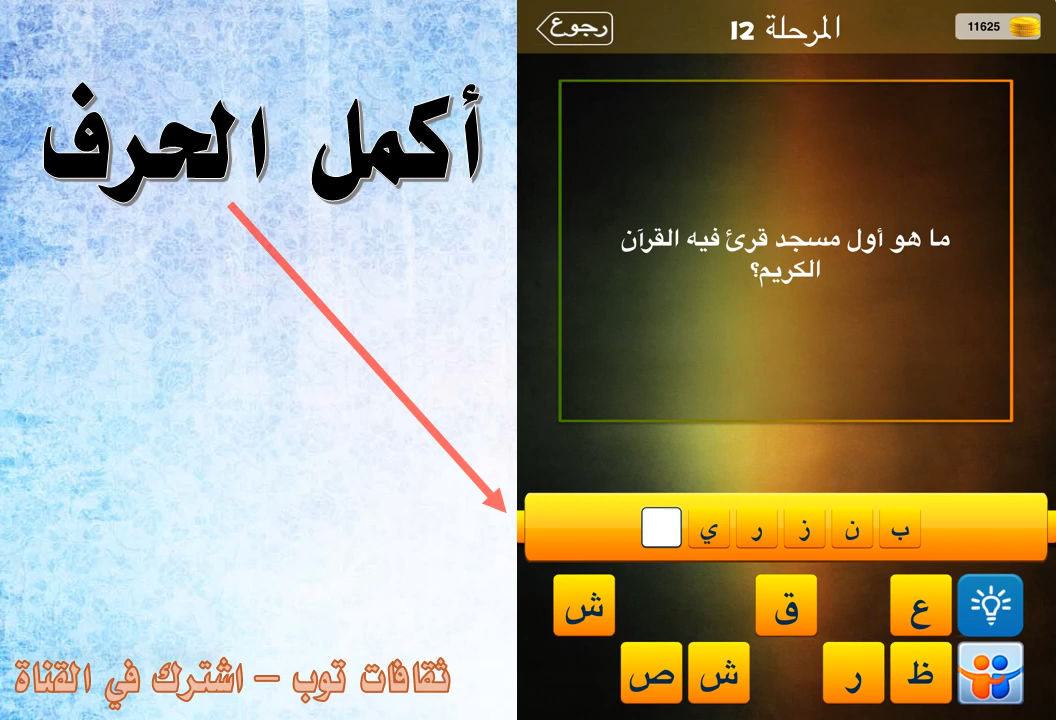 أكمل الحرف
ثقافات توب – اشترك في القناة
رجوع
المرحلة 12
11625
ما هو أول مسجد قرئ فيه القرآن
الكريم؟
ب ن ز ر ي
ع ق ش
ظ ر ش ص